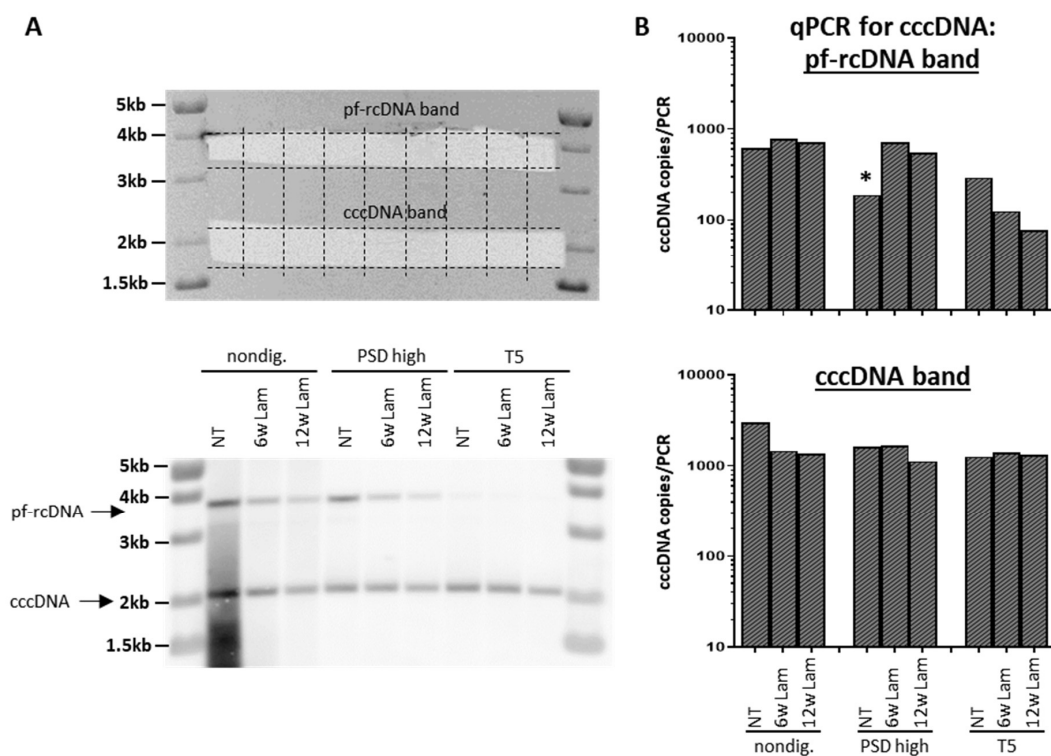 A
5kb
4kb
3kb
2kb
1.5kb
pf-rcDNA band
cccDNA band
nondig.
PSD high
T5
NT
6w Lam
12w Lam
NT
6w Lam
12w Lam
NT
6w Lam
12w Lam
5kb
4kb
3kb
2kb
1.5kb
pf-rcDNA
cccDNA
B
qPCR for cccDNA:
pf-rcDNA band
cccDNA copies/PCR
10000
1000
100
10
*
cccDNA band
cccDNA copies/PCR
10000
1000
100
10
NT
6w Lam
12w Lam
NT
6w Lam
12w Lam
NT
6w Lam
12w Lam
nondig.
PSD high
T5